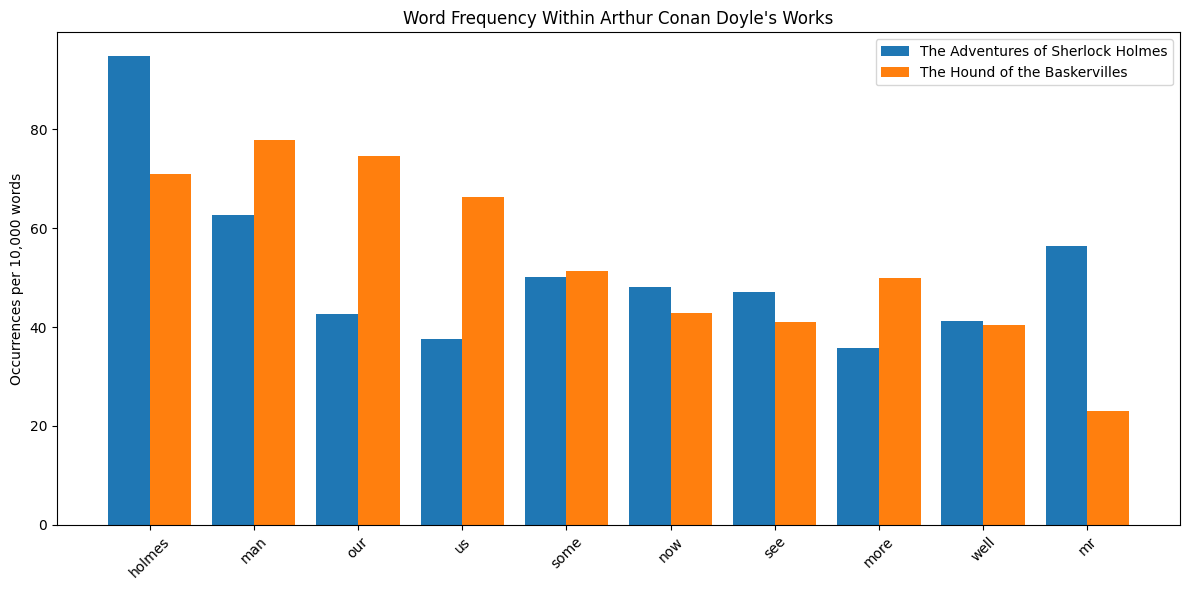 Word Frequency Within Arthur Conan Doyle's Works
The Adventures of Sherlock Holmes
The Hound of the Baskervilles
Occurrences per 10,000 words
80
60
40
20
0
holmes
man
our
us
some
now
see
more
well
mr